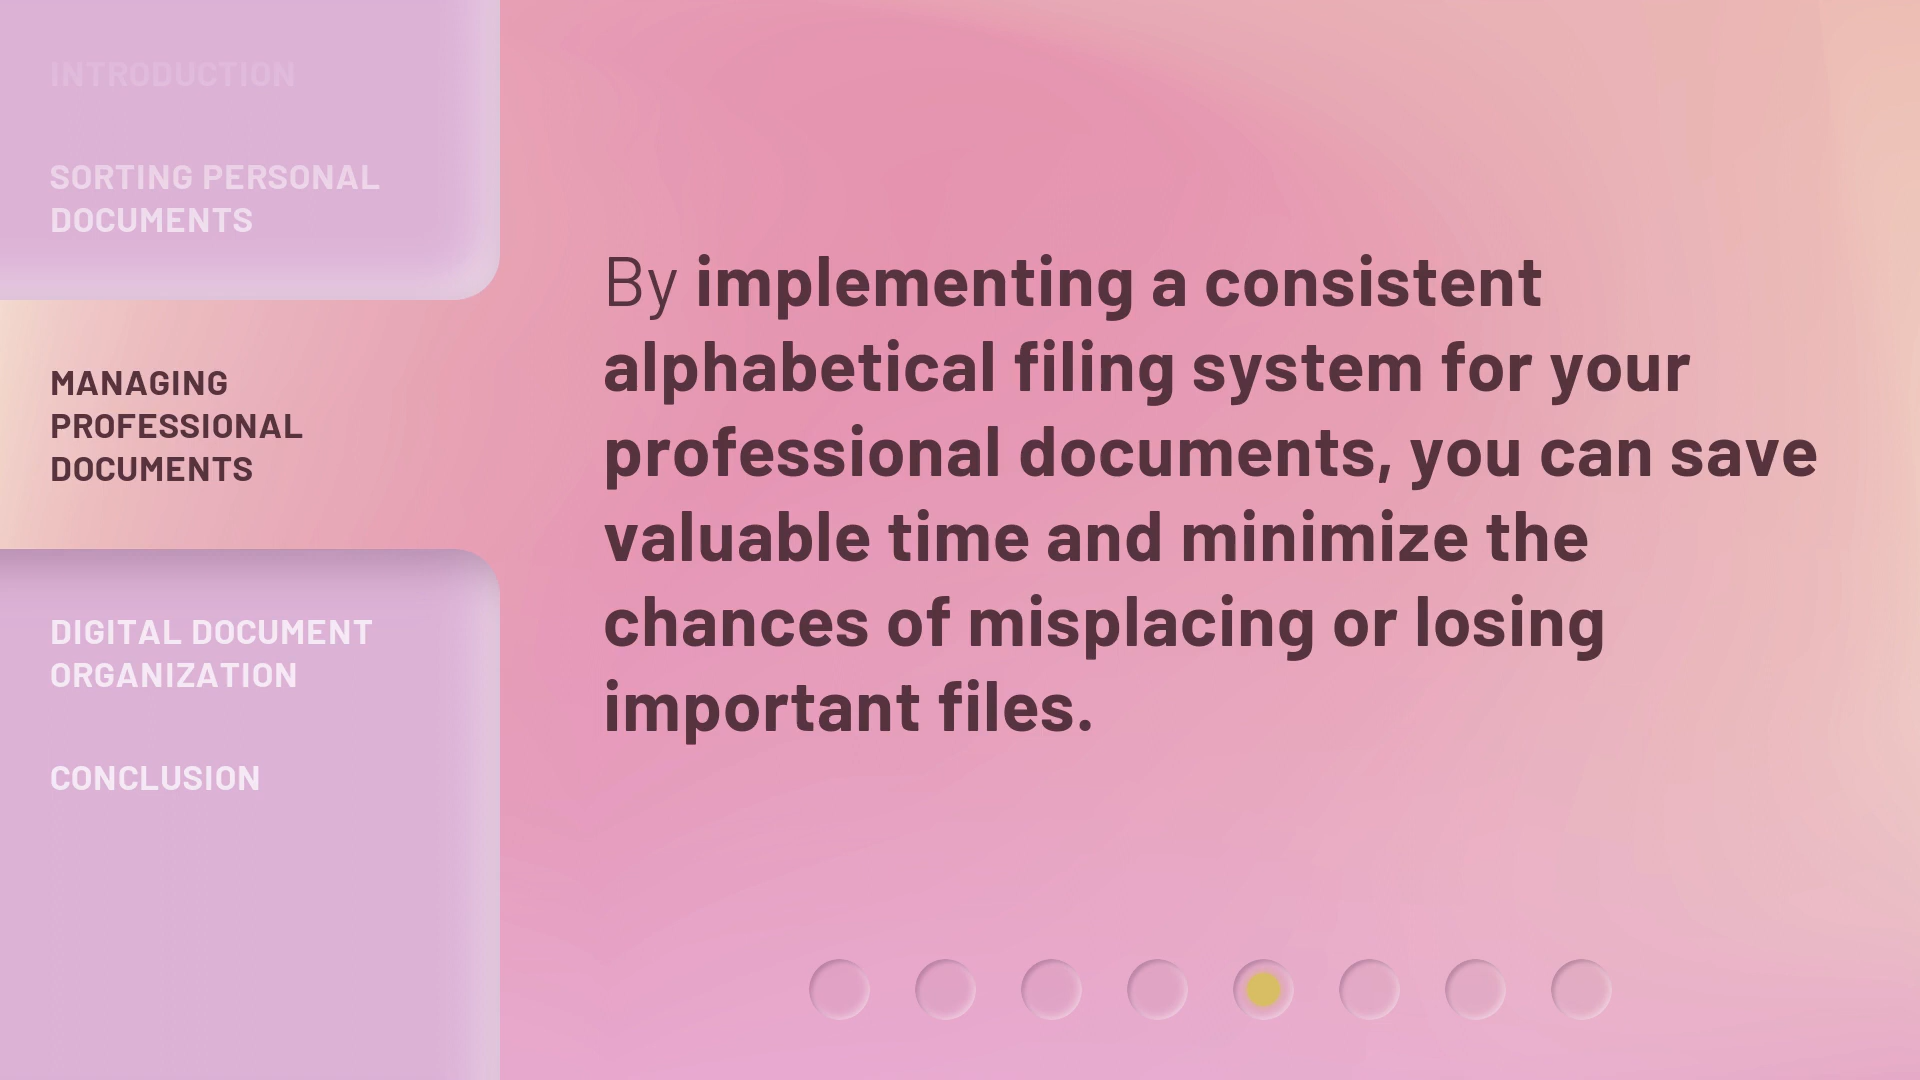 INTRODUCTION
SORTING PERSONAL
DOCUMENTS
MANAGING
PROFESSIONAL
DOCUMENTS
DIGITAL DOCUMENT
ORGANIZATION
CONCLUSION
By implementing a consistent
alphabetical filing system for your
professional documents, you can save
valuable time and minimize the
chances of misplacing or losing
important files.